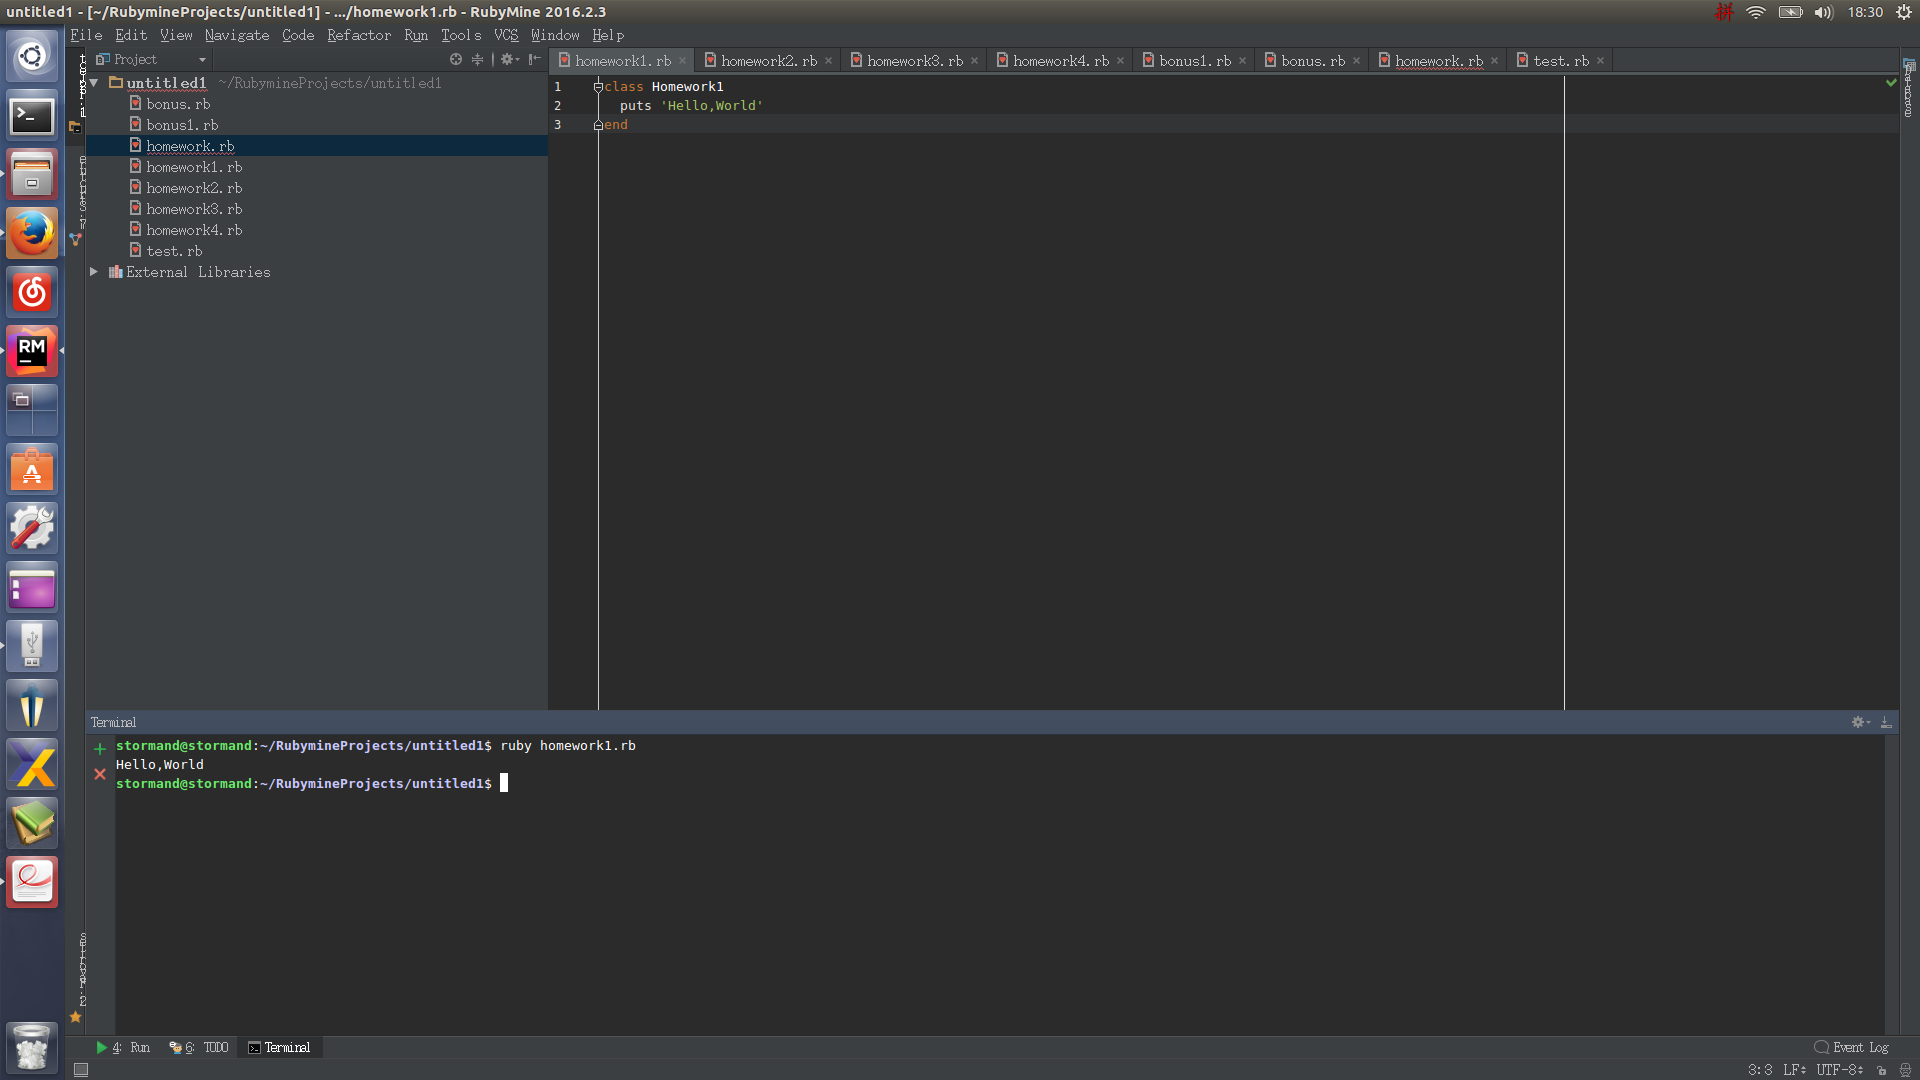 untitled1 - [~/RubymineProjects/untitled1] - .../homework1.rb - RubyMine 2016.2.3
拼
18:30
File Edit View Navigate Code Refactor Run Tools VCS Window Help
Project
homework1.rb homework2.rb homework3.rb homework4.rb bonus1.rb bonus.rb homework.rb test.rb
untitled1 ~/RubymineProjects/untitled1
bonus.rb
bonus1.rb
homework.rb
homework1.rb
homework2.rb
homework3.rb
homework4.rb
test.rb
External Libraries
1 class Homework1
2 puts 'Hello,World'
3 end
RM
Terminal
stormand@stormand:~/RubymineProjects/untitled1$ ruby homework1.rb
Hello,World
stormand@stormand:~/RubymineProjects/untitled1$
4: Run 6: TODO Terminal
Event Log
3:3 LF UTF-8